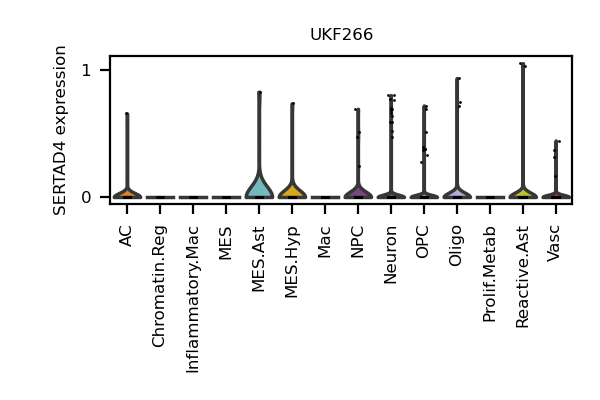 UKF266
SERTAD4 expression
1
0
AC
Chromatin.Reg
Inflammatory.Mac
MES
MES.Ast
MES.Hyp
Mac
NPC
Neuron
OPC
Oligo
Prolif.Metab
Reactive.Ast
Vasc